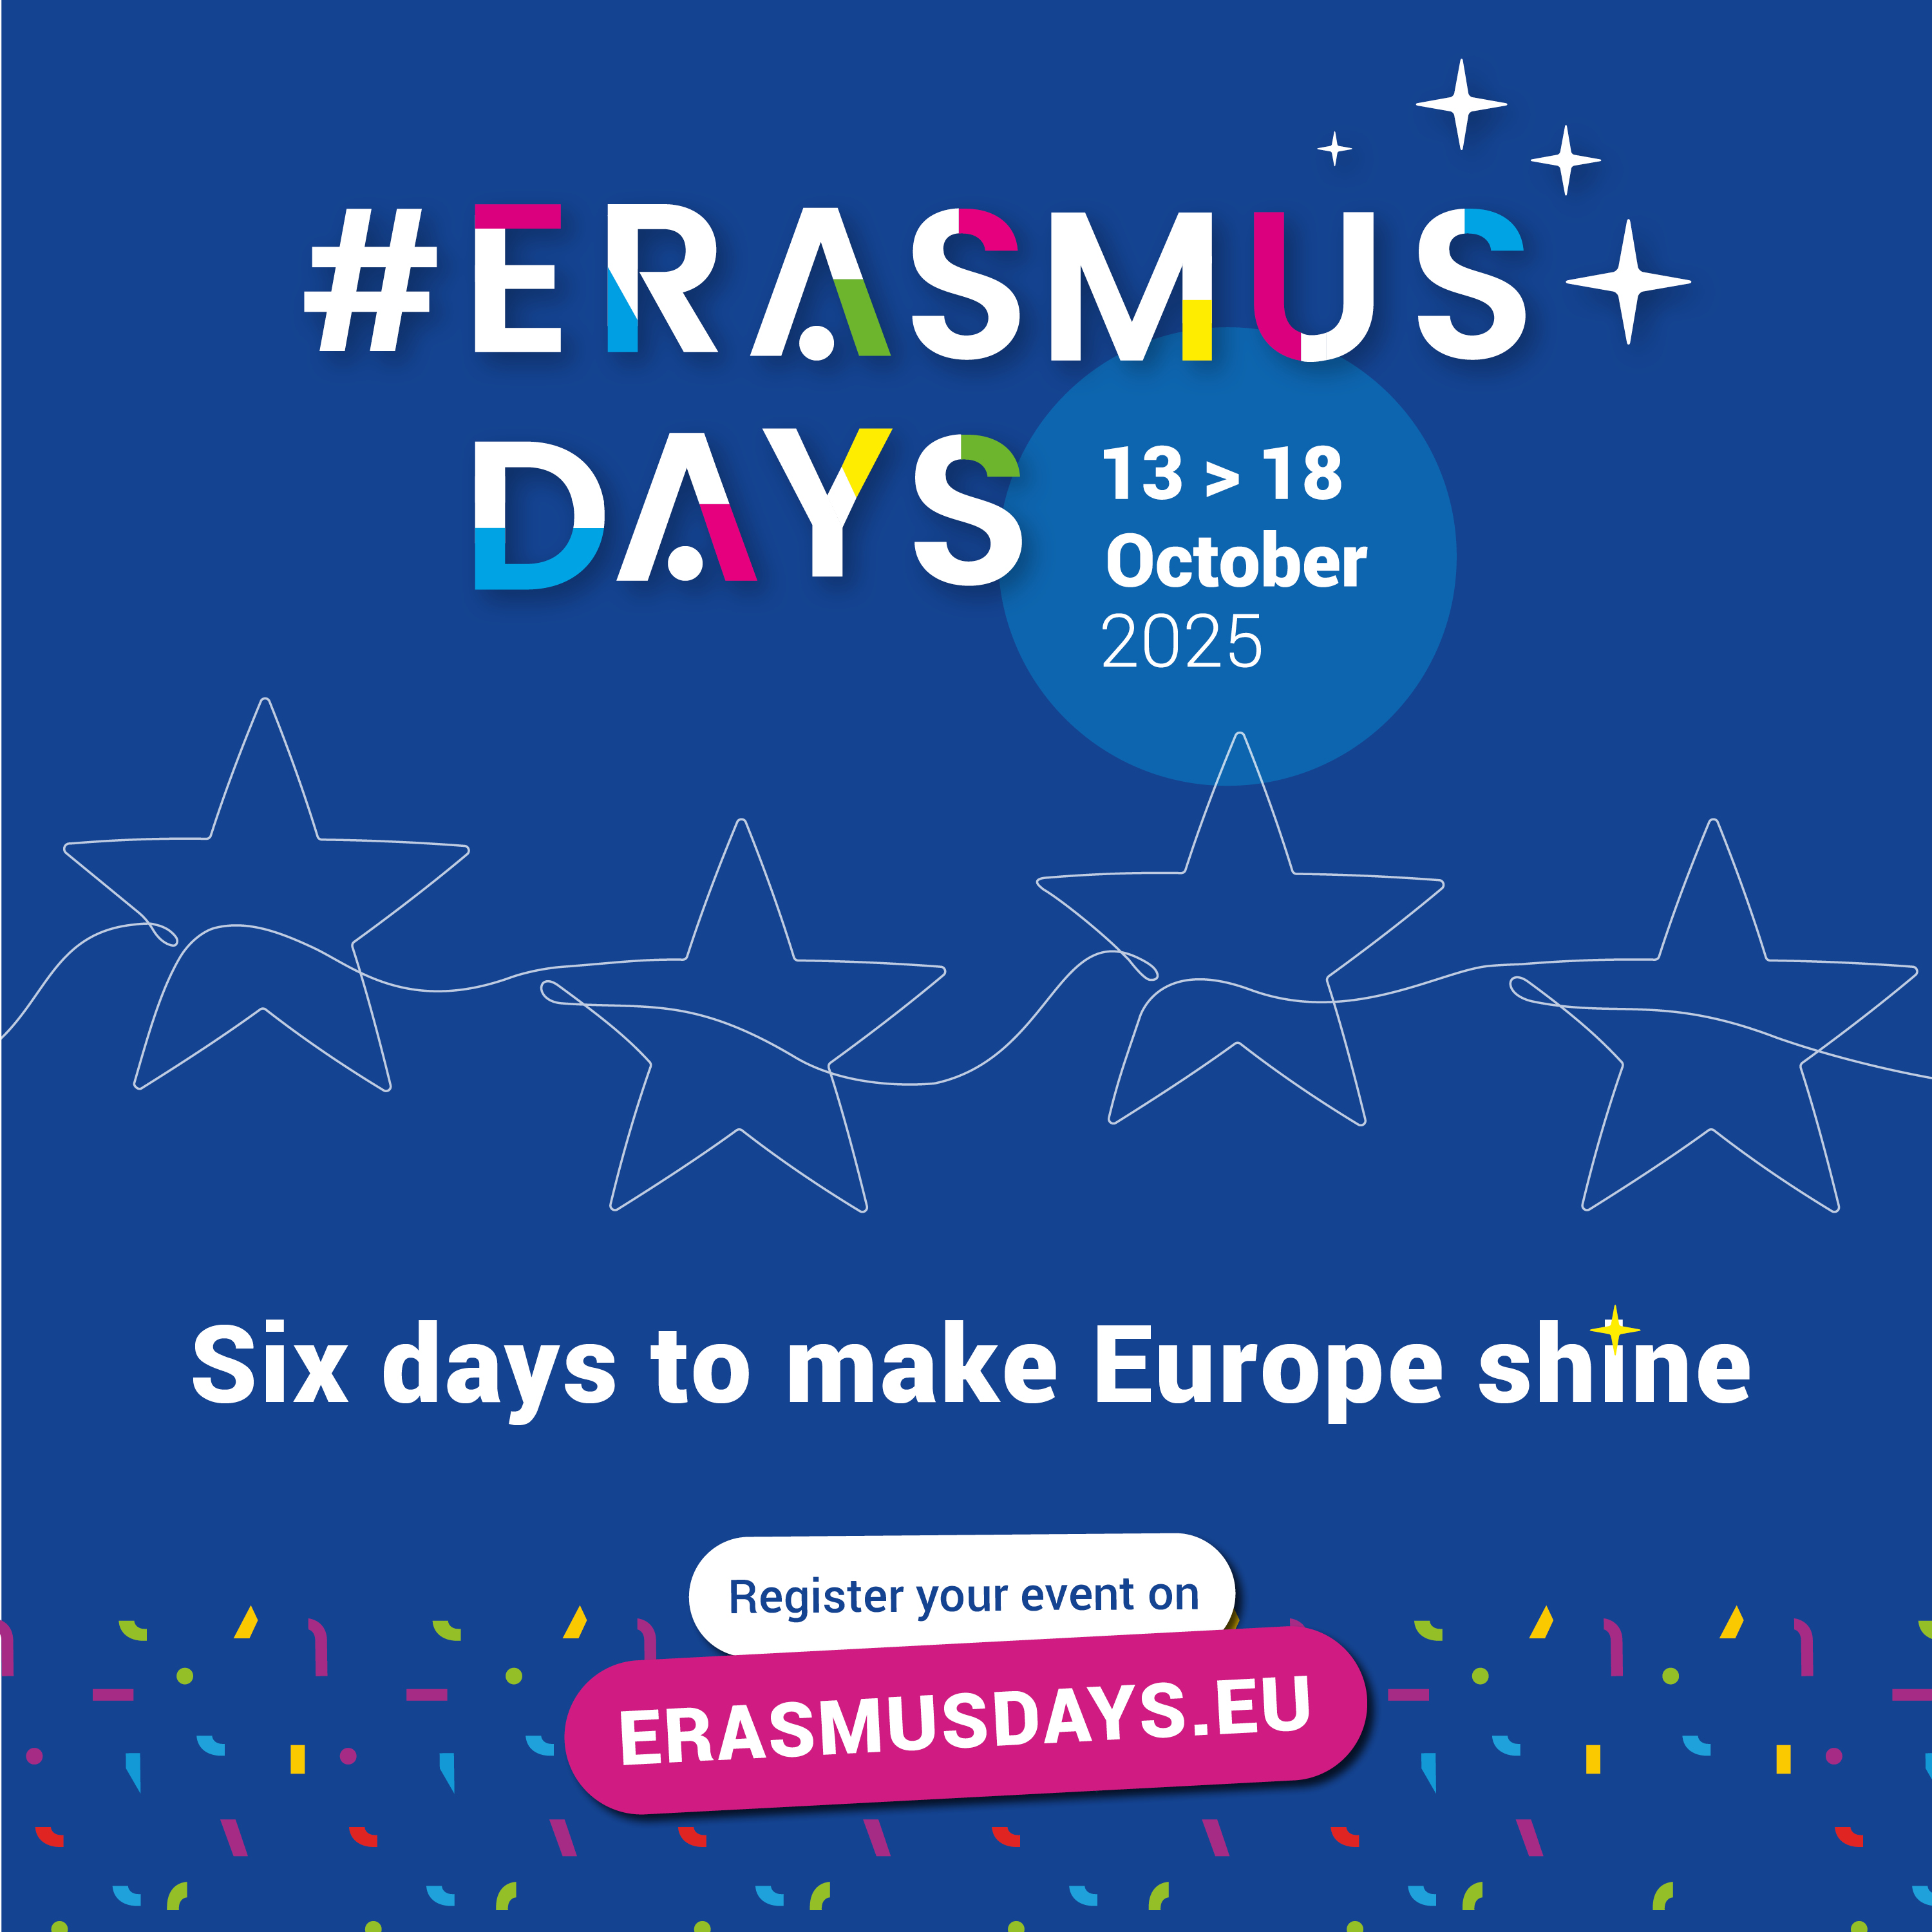 #ERASMUS
DAYS
13 > 18
October
2025
Six days to make Europe shine
Register your event on
ERASMUSDAYS.EU